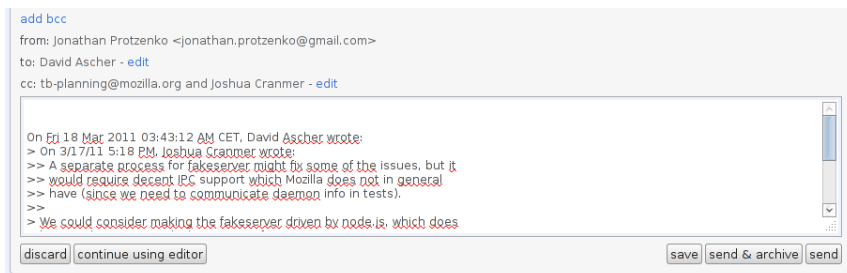 add bcc
from: Jonathan Protzenko <jonathan.protzenko@gmail.com>
to: David Ascher - edit
cc: tb-planning@mozilla.org and Joshua Cranmer - edit
On Fri 18 Mar 2011 03:43:12 AM CET, David Ascher wrote:
> On 3/17/11 5:18 PM, Joshua Cranmer wrote:
>> A separate process for fakeserver might fix some of the issues, but it
>> would require decent IPC support which Mozilla does not in general
>> have (since we need to communicate daemon info in tests).
>>
> We could consider making the fakeserver driven by node.js, which does
discard continue using editor save send & archive send